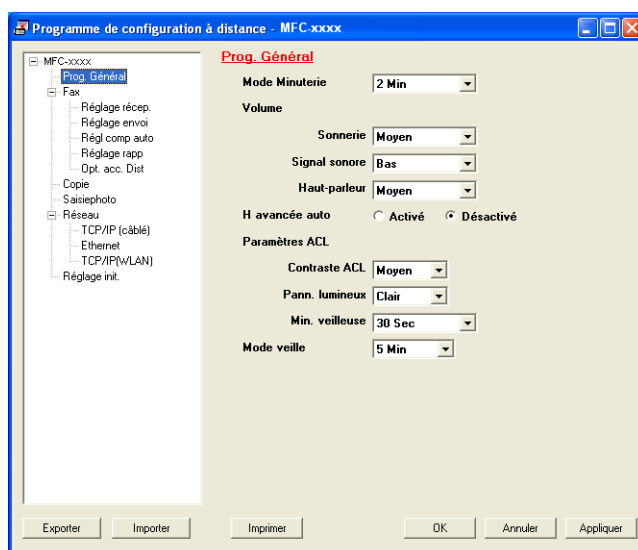 Programme de configuration à distance - MFC-xxxx
MFC-xxxx
Prog. Général
Fax
Réglage récep.
Réglage envoi
Régl comp auto
Réglage rapp
Opt. acc. Dist
Copie
Saisiephoto
Réseau
TCP/IP (câblé)
Ethernet
TCP/IP(WLAN)
Réglage init.
Prog. Général
Mode Minuterie 2 Min
Volume
Sonnerie Moyen
Signal sonore Bas
Haut-parleur Moyen
H avancée auto Activé Désactivé
Paramètres ACL
Contraste ACL Moyen
Pann. lumineux Clair
Min. veilleuse 30 Sec
Mode veille 5 Min
Exporter Importer Imprimer OK Annuler Appliquer